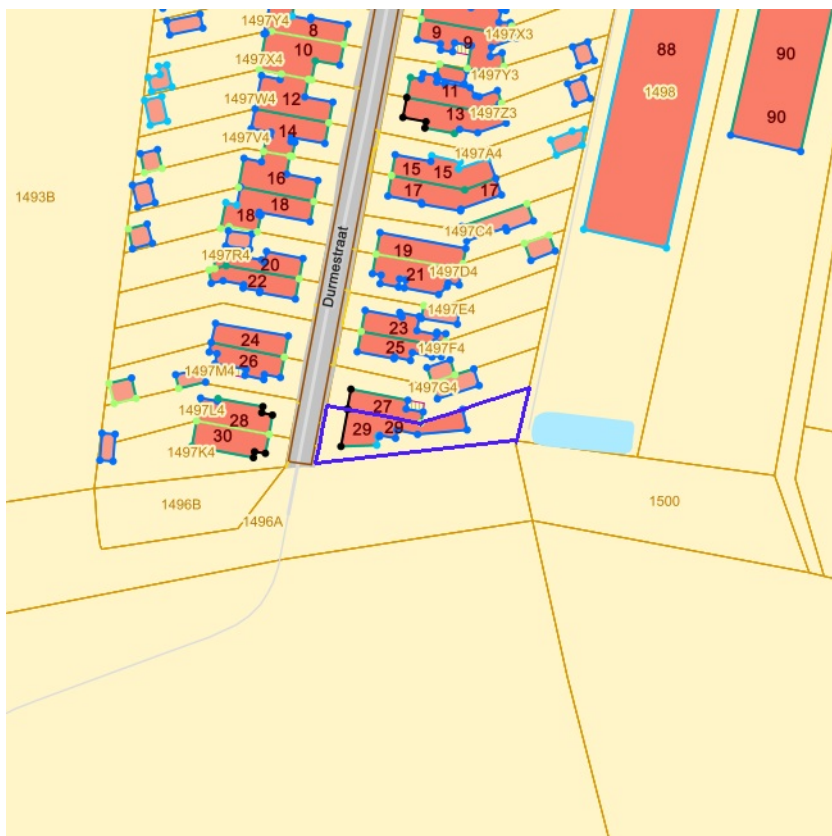 1497Y4
8
10
1497X4
1497W4
12
1497V4
14
16
18
18
1497R4
20
22
24
26
1497M4
1497L4
28
30
1497K4
Durmestraat
9
9
1497X3
1497Y3
11
13
1497Z3
1497A4
15
15
17
17
1497C4
19
21
1497D4
1497E4
23
25
1497F4
1497G4
27
29
29
88
1498
90
90
1493B
1496B
1496A
1500